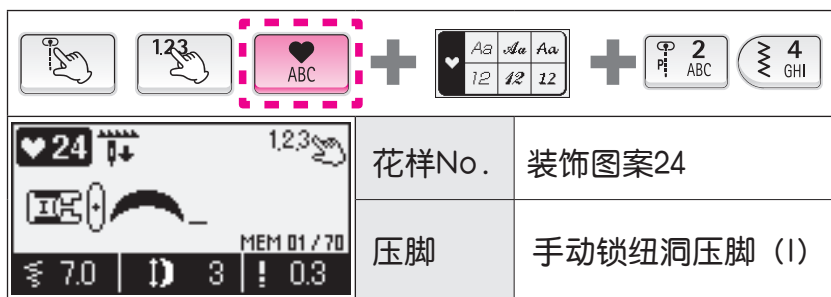 1.2.3
ABC
Aa Aa Aa
12 12 12
P 2 ABC
4 GHI
24
1,2,3
I
MEM 01/70
7.0 3 ! 0.3
花样No. 装饰图案24
压脚 手动锁纽洞压脚（I）